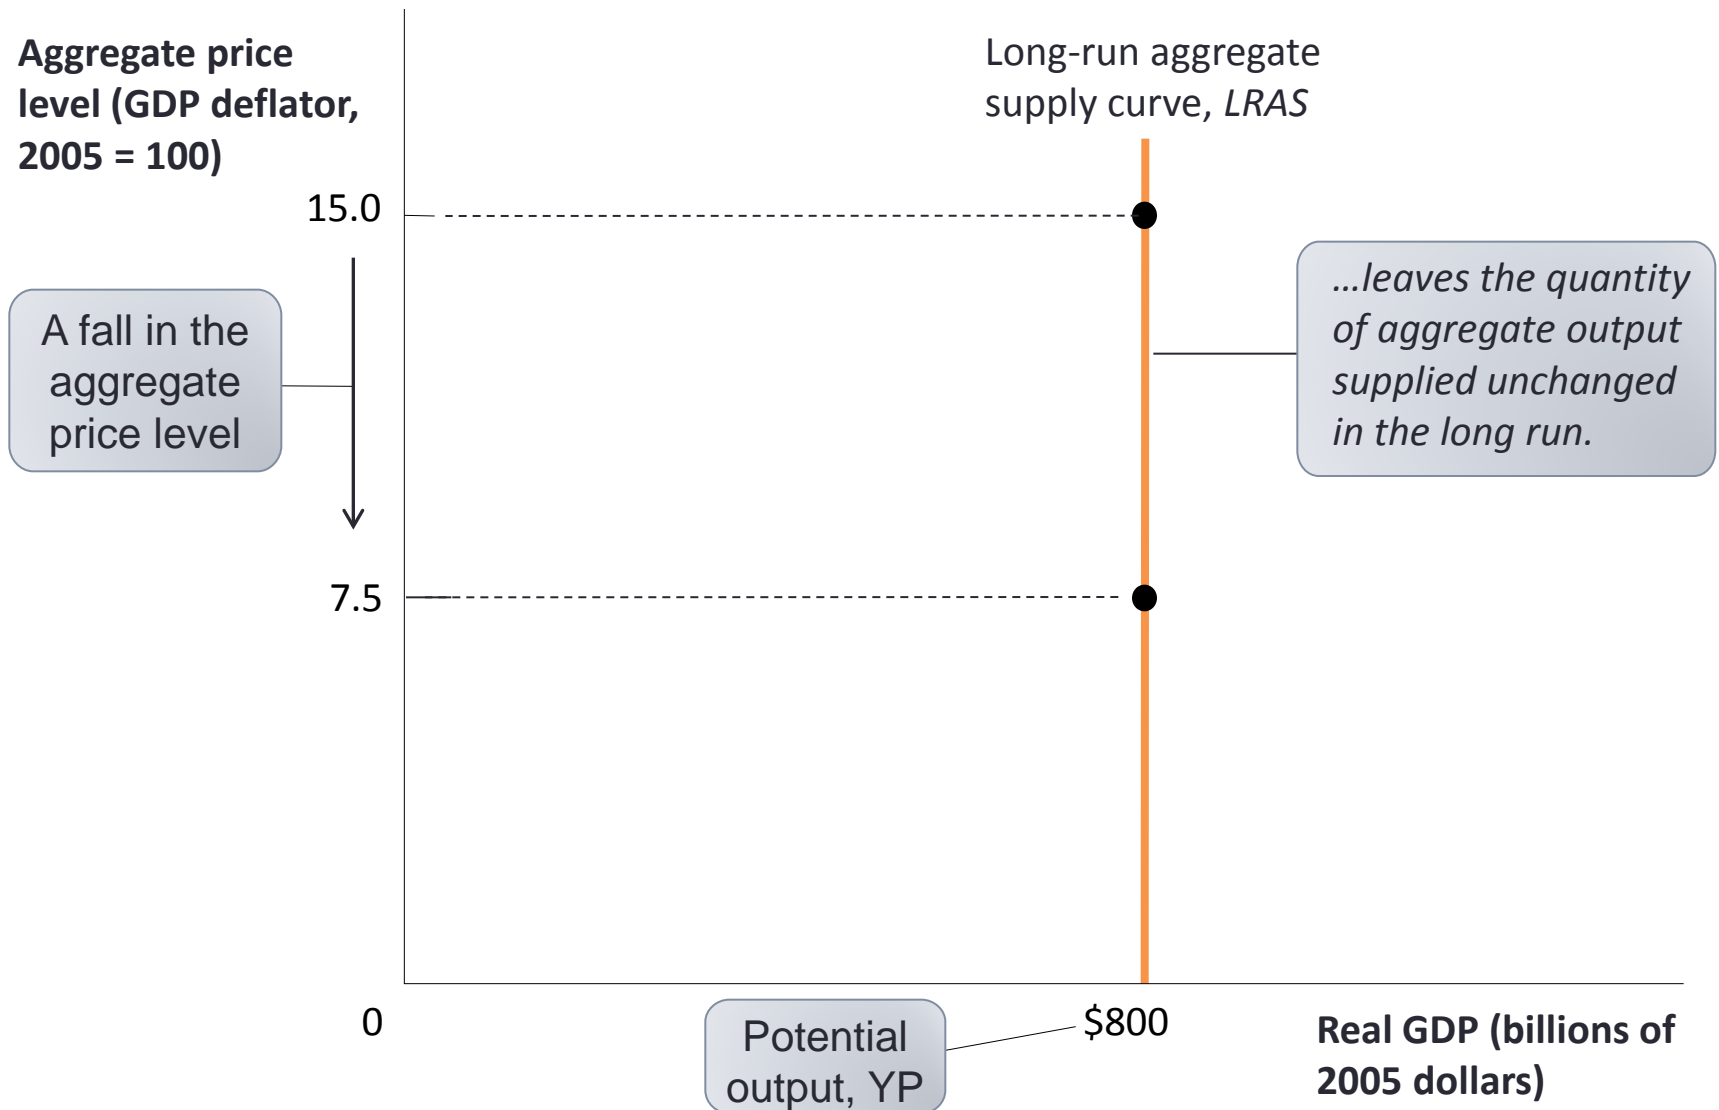 Aggregate price
level (GDP deflator,
2005 = 100)
Long-run aggregate
supply curve, LRAS
15.0
A fall in the
aggregate
price level
…leaves the quantity
of aggregate output
supplied unchanged
in the long run.
7.5
0
Potential
output, YP
$800
Real GDP (billions of
2005 dollars)